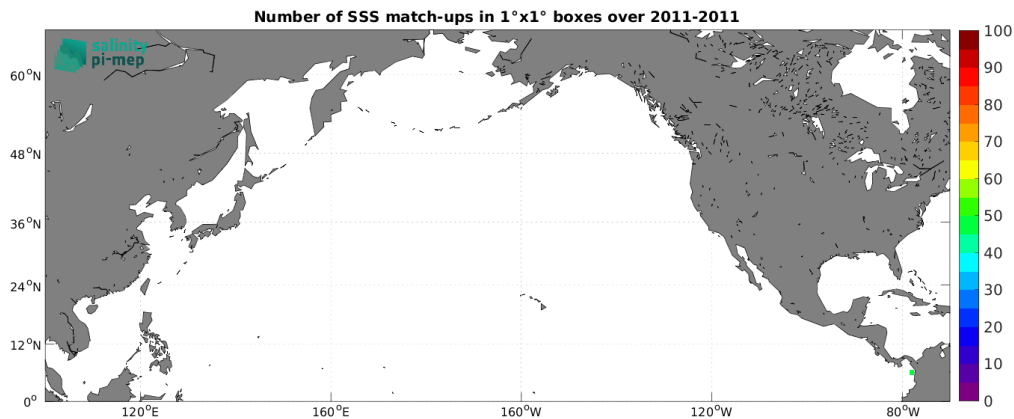 Number of SSS match-ups in 1°x1° boxes over 2011-2011
salinity
pi-mep
60°N
48°N
36°N
24°N
12°N
0°
120°E
160°E
160°W
120°W
80°W
100
90
80
70
60
50
40
30
20
10
0